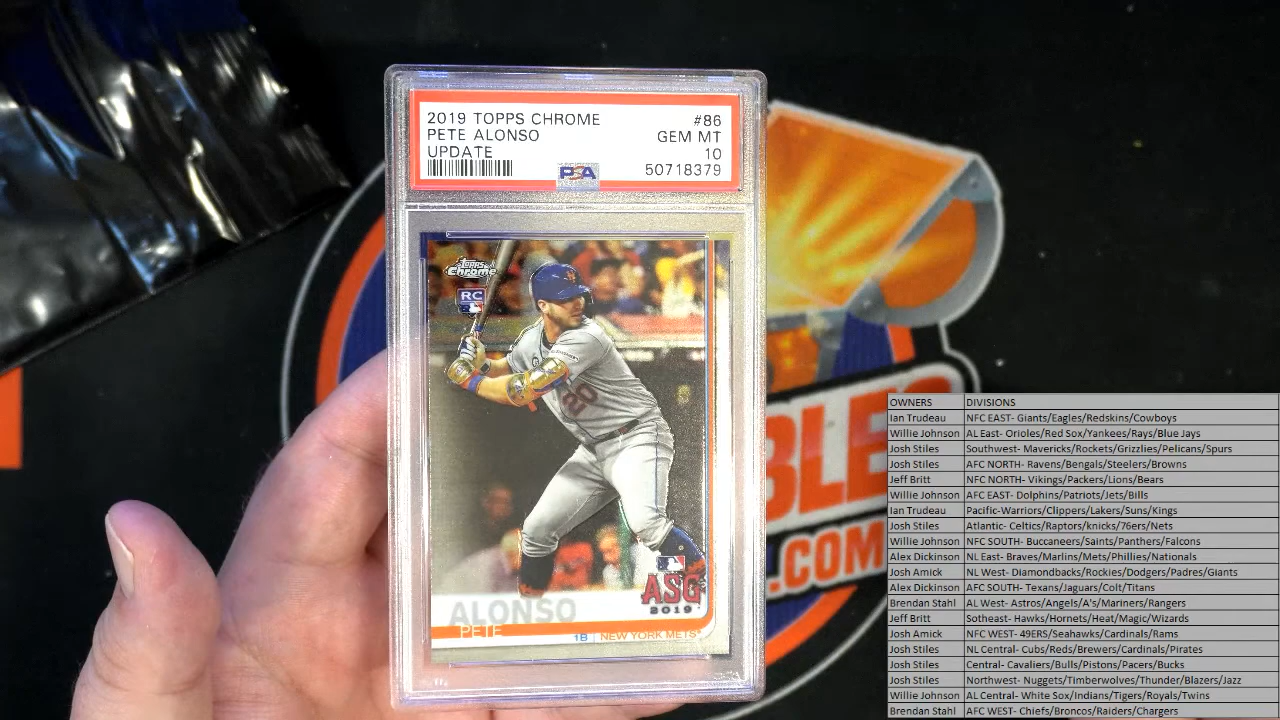 2019 TOPPS CHROME #86
PETE ALONSO GEM MT
UPDATE 10
PSA 50718379
Topps
Chrome
RC
20
ASG
2019
ALONSO
PETE
1B NEW YORK METS
BLES
.COM
OWNERS DIVISIONS
Ian Trudeau NFC EAST- Giants/Eagles/Redskins/Cowboys
Willie Johnson AL East- Orioles/Red Sox/Yankees/Rays/Blue Jays
Josh Stiles Southwest- Mavericks/Rockets/Grizzlies/Pelicans/Spurs
Josh Stiles AFC NORTH- Ravens/Bengals/Steelers/Browns
Jeff Britt NFC NORTH- Vikings/Packers/Lions/Bears
Willie Johnson AFC EAST- Dolphins/Patriots/Jets/Bills
Ian Trudeau Pacific-Warriors/Clippers/Lakers/Suns/Kings
Josh Stiles Atlantic- Celtics/Raptors/knicks/76ers/Nets
Willie Johnson NFC SOUTH- Buccaneers/Saints/Panthers/Falcons
Alex Dickinson NL East- Braves/Marlins/Mets/Phillies/Nationals
Josh Amick NL West- Diamondbacks/Rockies/Dodgers/Padres/Giants
Alex Dickinson AFC SOUTH- Texans/Jaguars/Colt/Titans
Brendan Stahl AL West- Astros/Angels/A's/Mariners/Rangers
Jeff Britt Sotheast- Hawks/Hornets/Heat/Magic/Wizards
Josh Amick NFC WEST- 49ERS/Seahawks/Cardinals/Rams
Josh Stiles NL Central- Cubs/Reds/Brewers/Cardinals/Pirates
Josh Stiles Central- Cavaliers/Bulls/Pistons/Pacers/Bucks
Josh Stiles Northwest- Nuggets/Timberwolves/Thunder/Blazers/Jazz
Willie Johnson AL Central- White Sox/Indians/Tigers/Royals/Twins
Brendan Stahl AFC WEST- Chiefs/Broncos/Raiders/Chargers